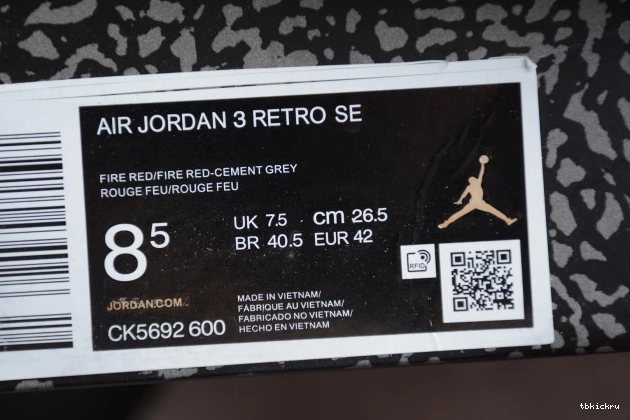 AIR JORDAN 3 RETRO SE
FIRE RED/FIRE RED-CEMENT GREY
ROUGE FEU/ROUGE FEU
8⁵
UK 7.5 cm 26.5
BR 40.5 EUR 42
RFID
JORDAN.COM
CK5692 600
MADE IN VIETNAM/
FABRIQUE AU VIETNAM/
FABRICADO NO VIETNAM/
HECHO EN VIETNAM
tbkickru